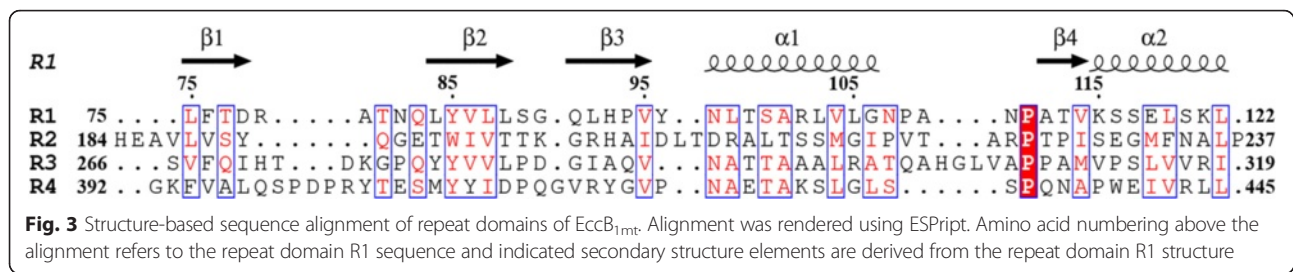 β1 β2 β3 α1 β4 α2
R1
75 85 95 105 115
R1 75 ....LFTDR.....ATNQLYVLLSG.QLHPVY..NLTSARLVLGNPA....NPATVKSSELSKL.122
R2 184 HEAVLVSY.......QGETWIVTTK.GRHAIDLTDRALTSSMGIPVT...ARPTPISEGMFNALP237
R3 266 ...SVFQIHT...DKGPQYYVVLPD.GIAQV..NATTAAALRATQAHGLVAPPAMVPSLVVRI.319
R4 392 ..GKFVALQSPDPRYTESMYYIDPQGVRYGVP..NAETAKSLGLS......SPQNAPWEIVRLL.445
Fig. 3 Structure-based sequence alignment of repeat domains of EccB1mt. Alignment was rendered using ESPript. Amino acid numbering above the
alignment refers to the repeat domain R1 sequence and indicated secondary structure elements are derived from the repeat domain R1 structure